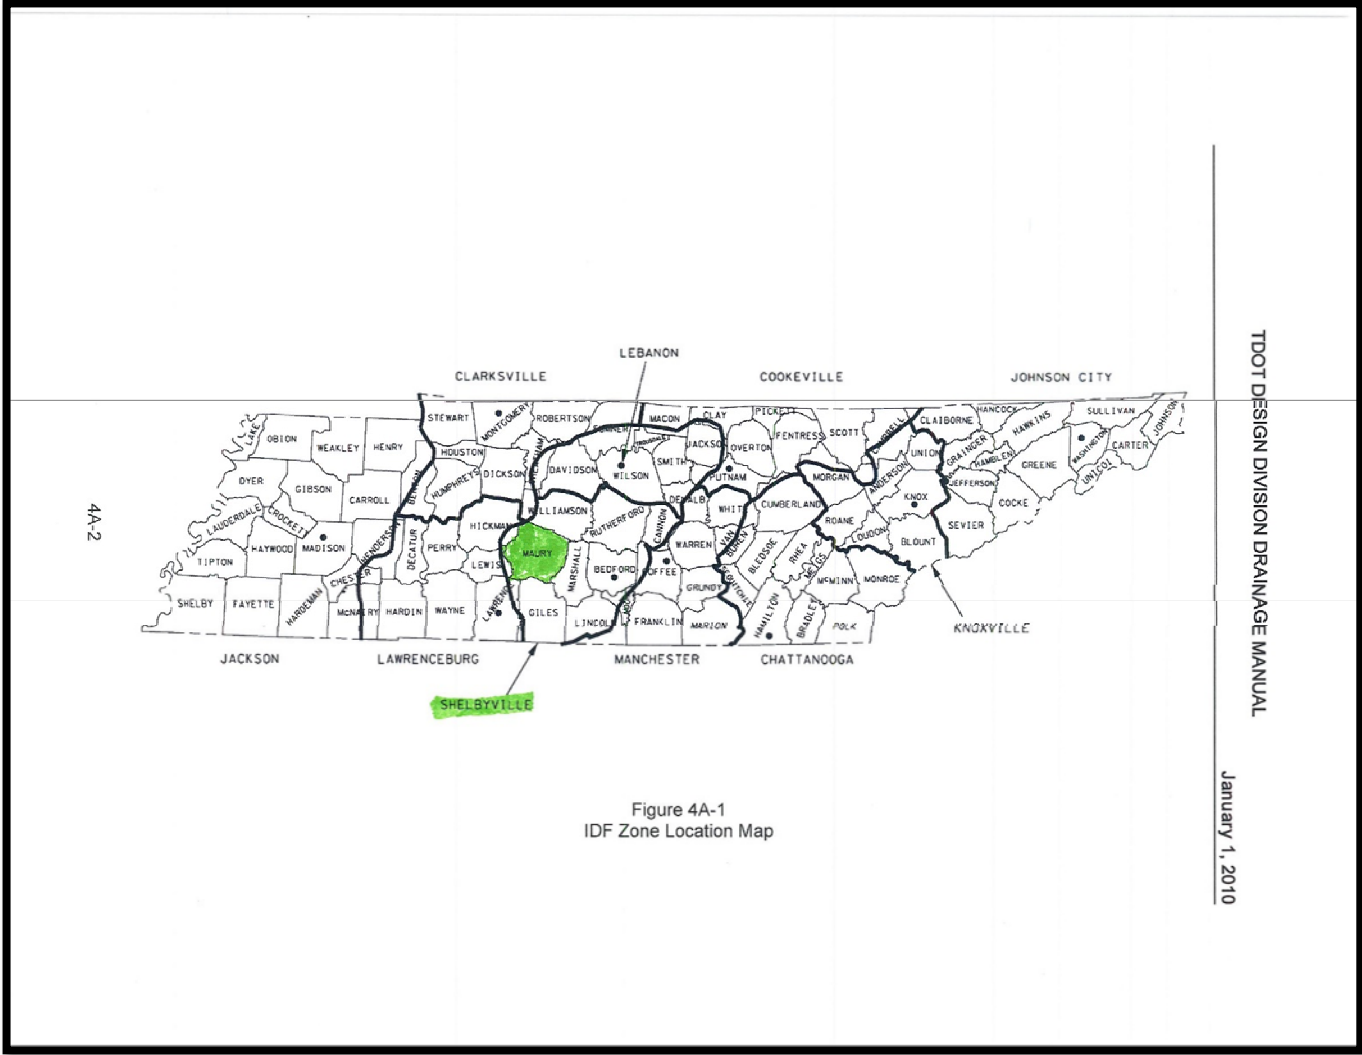 TDOT DESIGN DIVISION DRAINAGE MANUAL
January 1, 2010
LEBANON
CLARKSVILLE
COOKEVILLE
JOHNSON CITY
LAKE
OBION
WEAKLEY
HENRY
STEWART
MONTGOMERY
ROBERTSON
MACON
CLAY
PICKETT
SCOTT
CLAIBORNE
HANCOCK
HAWKINS
SULLIVAN
JOHNSON
DYER
GIBSON
CARROLL
BENTON
HOUSTON
HUMPHREYS
DICKSON
DAVIDSON
WILSON
SMITH
JACKSON
OVERTON
FENTRESS
PUTNAM
MORGAN
ANDERSON
UNION
GRAINGER
HAMBLEN
JEFFERSON
GREENE
WASHINGTON
UNICOI
CARTER
LAUDERDALE
CROCKETT
HAYWOOD
MADISON
HENDERSON
DECATUR
PERRY
HICKMAN
WILLIAMSON
RUTHERFORD
CANNON
DEKALB
WHITE
CUMBERLAND
ROANE
LOUDON
KNOX
BLOUNT
SEVIER
COCKE
TIPTON
CHESTER
LEWIS
MAURY
MARSHALL
BEDFORD
COFFEE
WARREN
VAN
BUREN
BLEDSOE
RHEA
MEIGS
MCMINN
MONROE
SHELBY
FAYETTE
HARDEMAN
McNAIRY
HARDIN
WAYNE
LAWRENCE
GILES
LINCOLN
FRANKLIN
GRUNDY
MARION
HAMILTON
BRADLEY
POLK
JACKSON
LAWRENCEBURG
MANCHESTER
CHATTANOOGA
KNOXVILLE
SHELBYVILLE
Figure 4A-1
IDF Zone Location Map
4A-2